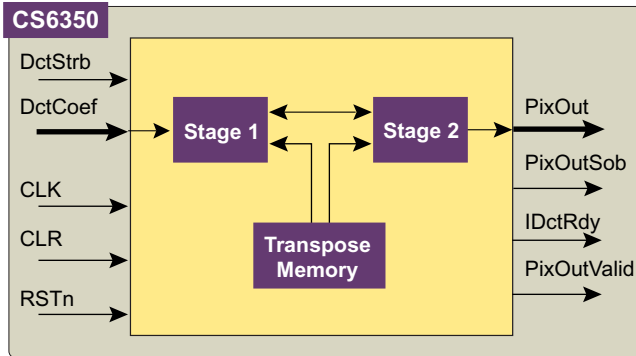 CS6350
DctStrb
DctCoef
CLK
CLR
RSTn
Stage 1
Stage 2
Transpose
Memory
PixOut
PixOutSob
IDctRdy
PixOutValid